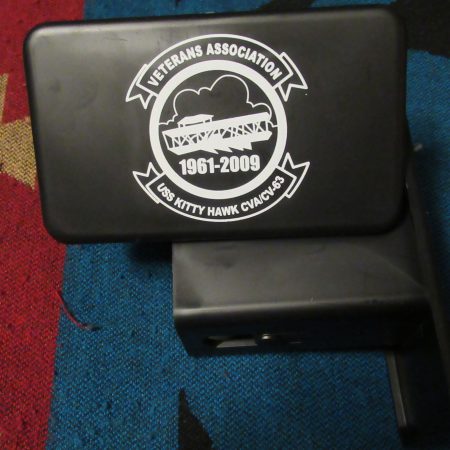 VETERANS ASSOCIATION
1961-2009
USS KITTY HAWK CVA/CV-63